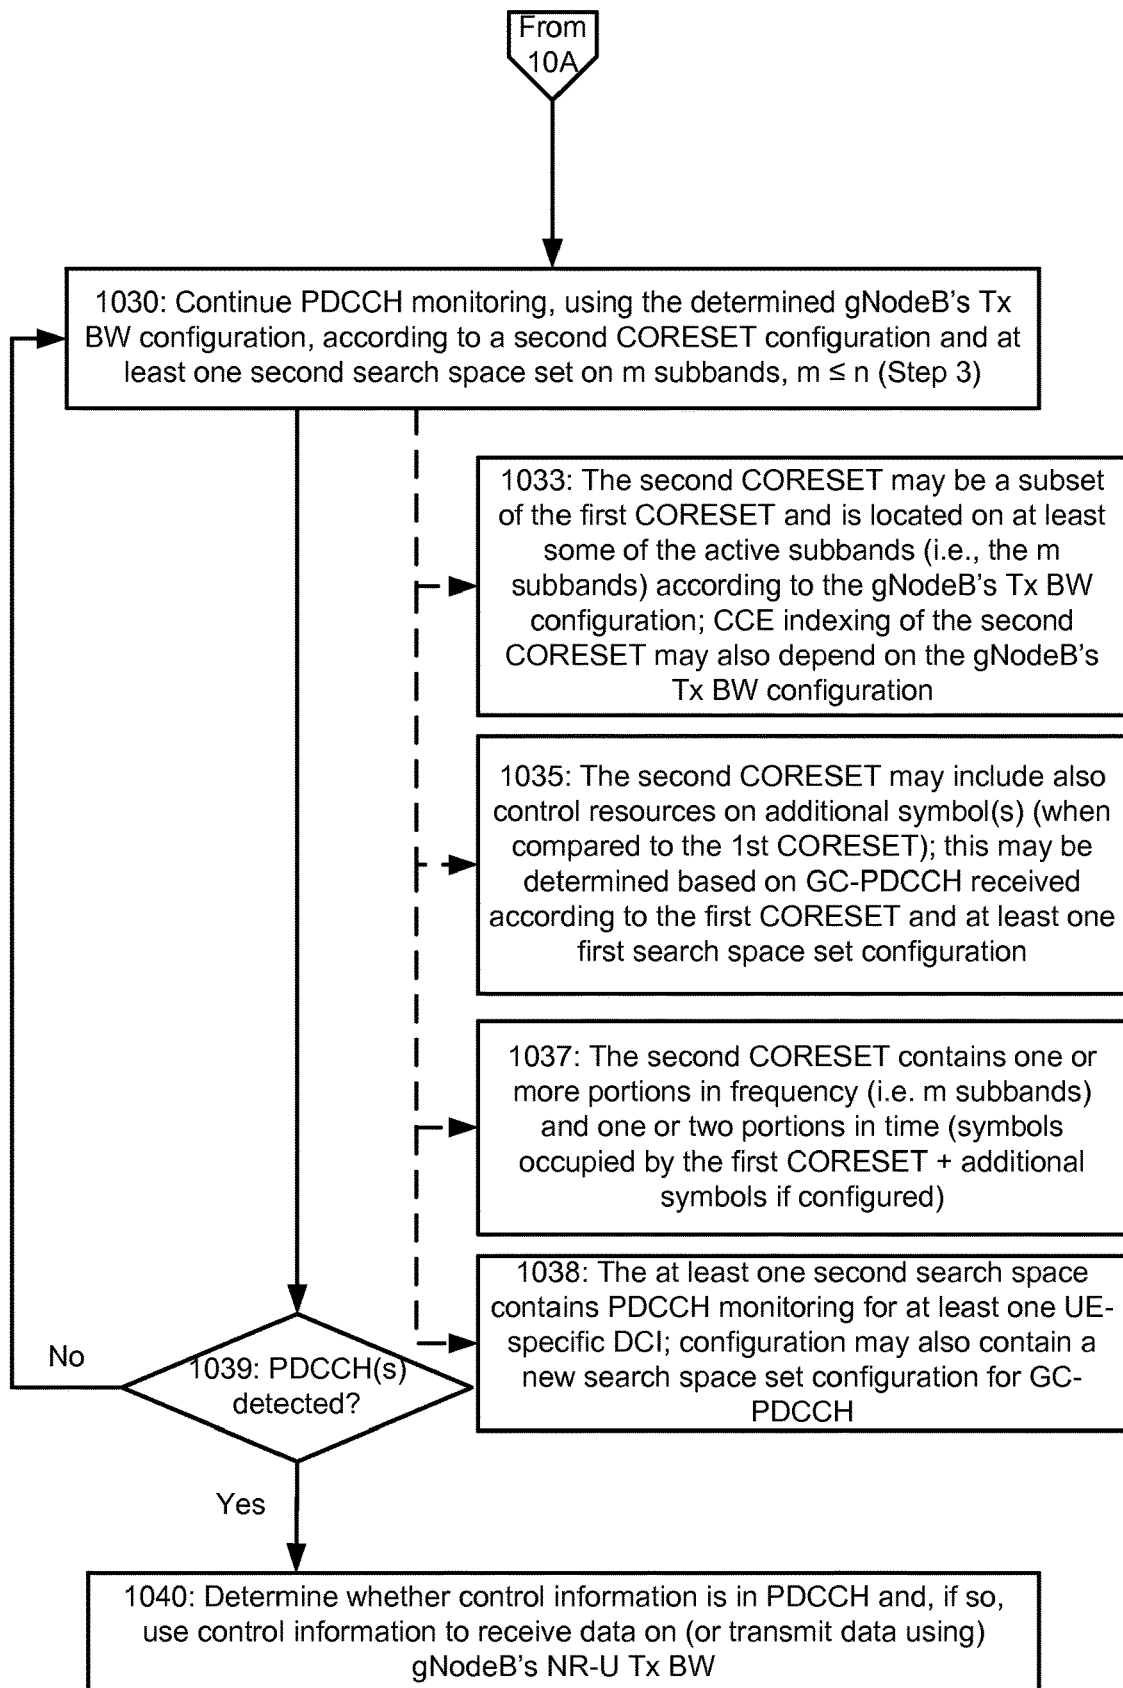 From
10A
1030: Continue PDCCH monitoring, using the determined gNodeB's Tx
BW configuration, according to a second CORESET configuration and at
least one second search space set on m subbands, m ≤ n (Step 3)
1033: The second CORESET may be a subset
of the first CORESET and is located on at least
some of the active subbands (i.e., the m
subbands) according to the gNodeB's Tx BW
configuration; CCE indexing of the second
CORESET may also depend on the gNodeB's
Tx BW configuration
1035: The second CORESET may include also
control resources on additional symbol(s) (when
compared to the 1st CORESET); this may be
determined based on GC-PDCCH received
according to the first CORESET and at least one
first search space set configuration
1037: The second CORESET contains one or
more portions in frequency (i.e. m subbands)
and one or two portions in time (symbols
occupied by the first CORESET + additional
symbols if configured)
1038: The at least one second search space
contains PDCCH monitoring for at least one UE-
specific DCI; configuration may also contain a
new search space set configuration for GC-
PDCCH
No
1039: PDCCH(s)
detected?
Yes
1040: Determine whether control information is in PDCCH and, if so,
use control information to receive data on (or transmit data using)
gNodeB's NR-U Tx BW